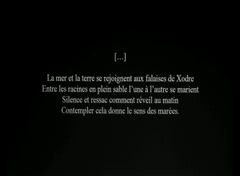 [...]
La mer et la terre se rejoignent aux falaises de Xodre
Entre les racines en plein sable l'une à l'autre se marient
Silence et ressac comment réveil au matin
Contempler cela donne le sens des marées.